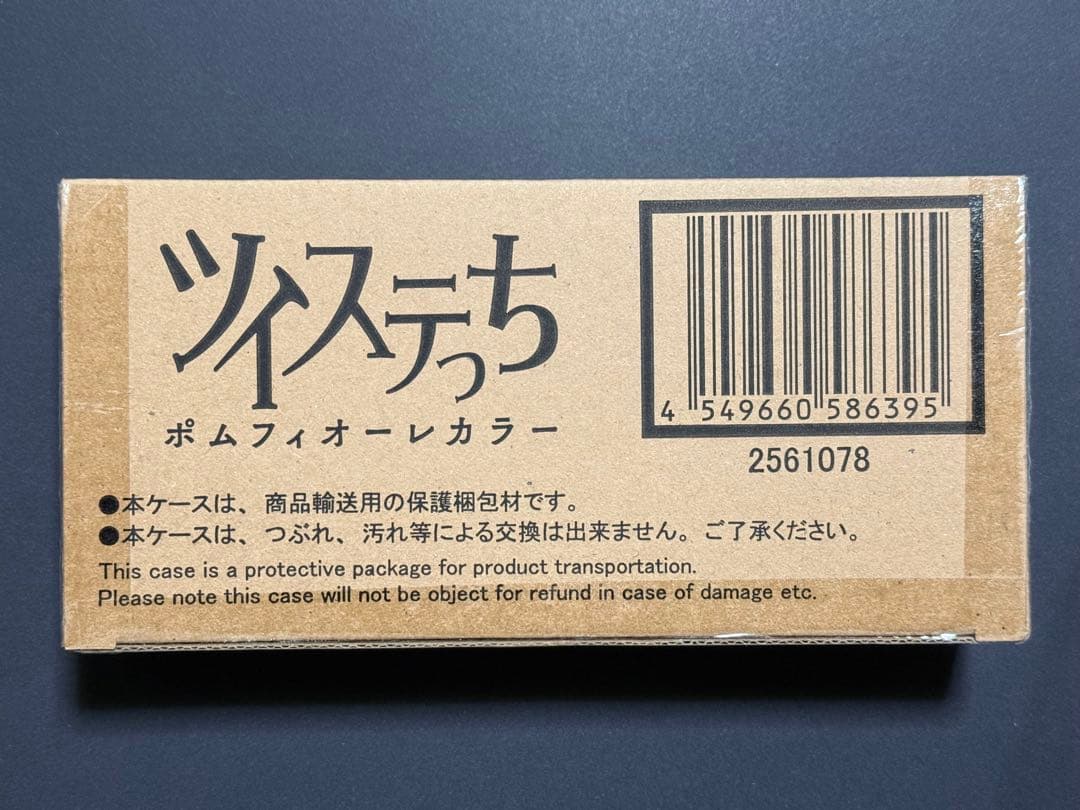 ツイステっち
ポムフィオーレカラー
4 549660 586395
2561078
●本ケースは、商品輸送用の保護梱包材です。
●本ケースは、つぶれ、汚れ等による交換は出来ません。ご了承ください。
This case is a protective package for product transportation.
Please note this case will not be object for refund in case of damage etc.